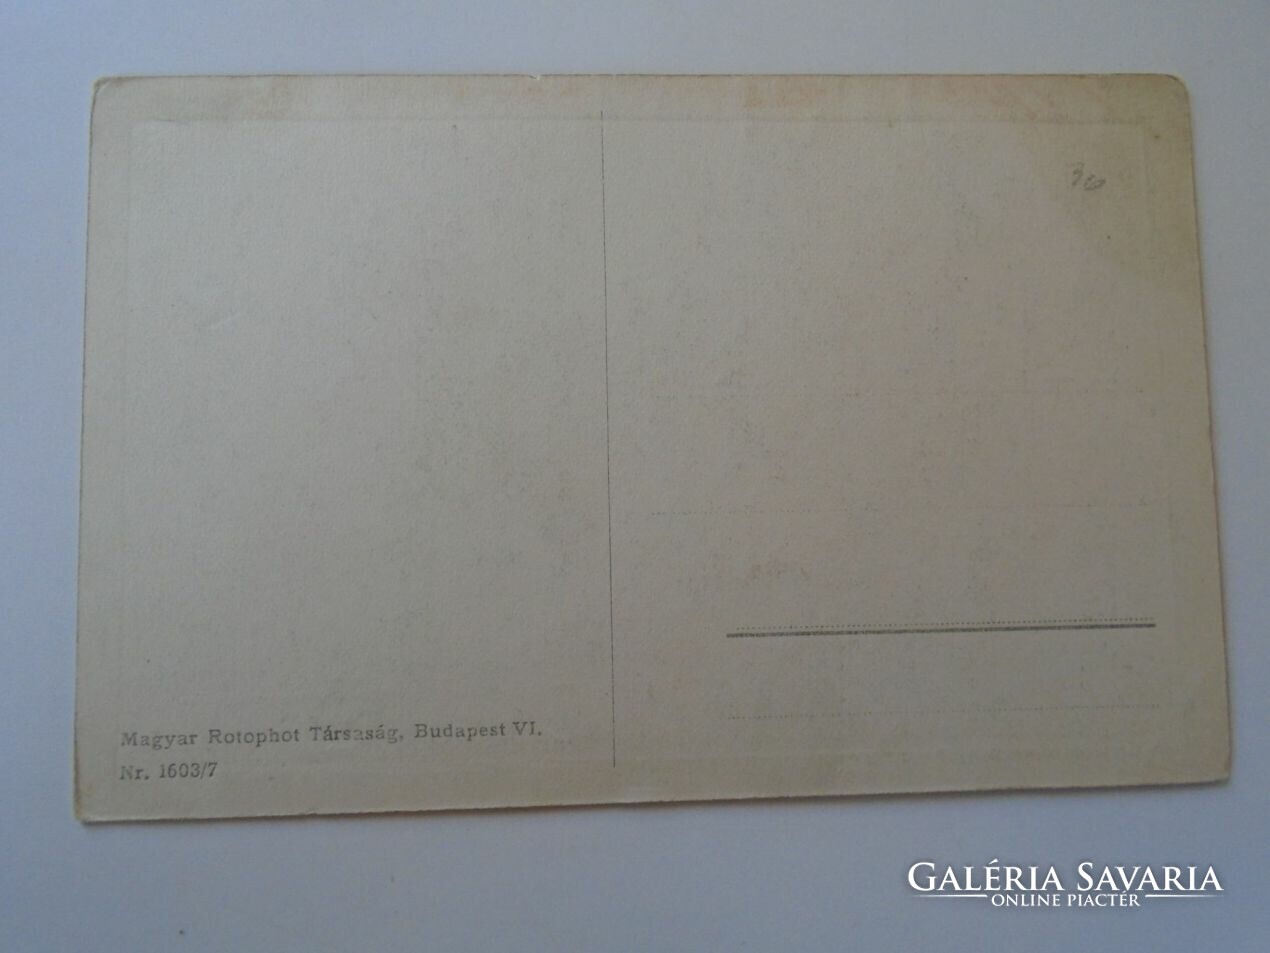 Magyar Rotophot Társaság, Budapest VI.
Nr. 1603/7
GALÉRIA SAVARIA
ONLINE PIACTÉR